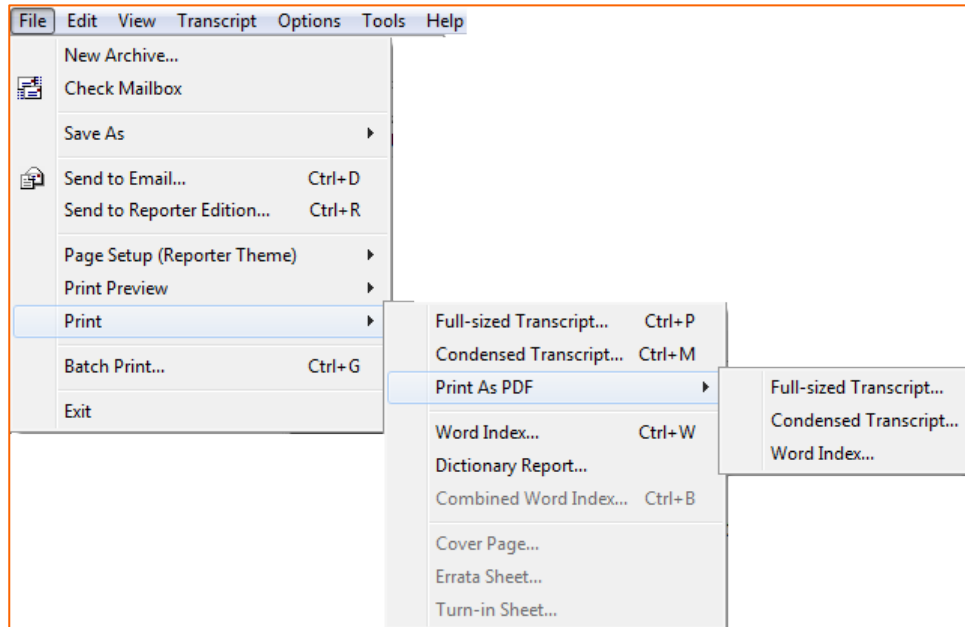 File Edit View Transcript Options Tools Help
New Archive...
Check Mailbox
Save As
Send to Email... Ctrl+D
Send to Reporter Edition... Ctrl+R
Page Setup (Reporter Theme)
Print Preview
Print
Batch Print... Ctrl+G
Exit
Full-sized Transcript... Ctrl+P
Condensed Transcript... Ctrl+M
Print As PDF
Word Index... Ctrl+W
Dictionary Report...
Combined Word Index... Ctrl+B
Cover Page...
Errata Sheet...
Turn-in Sheet...
Full-sized Transcript...
Condensed Transcript...
Word Index...